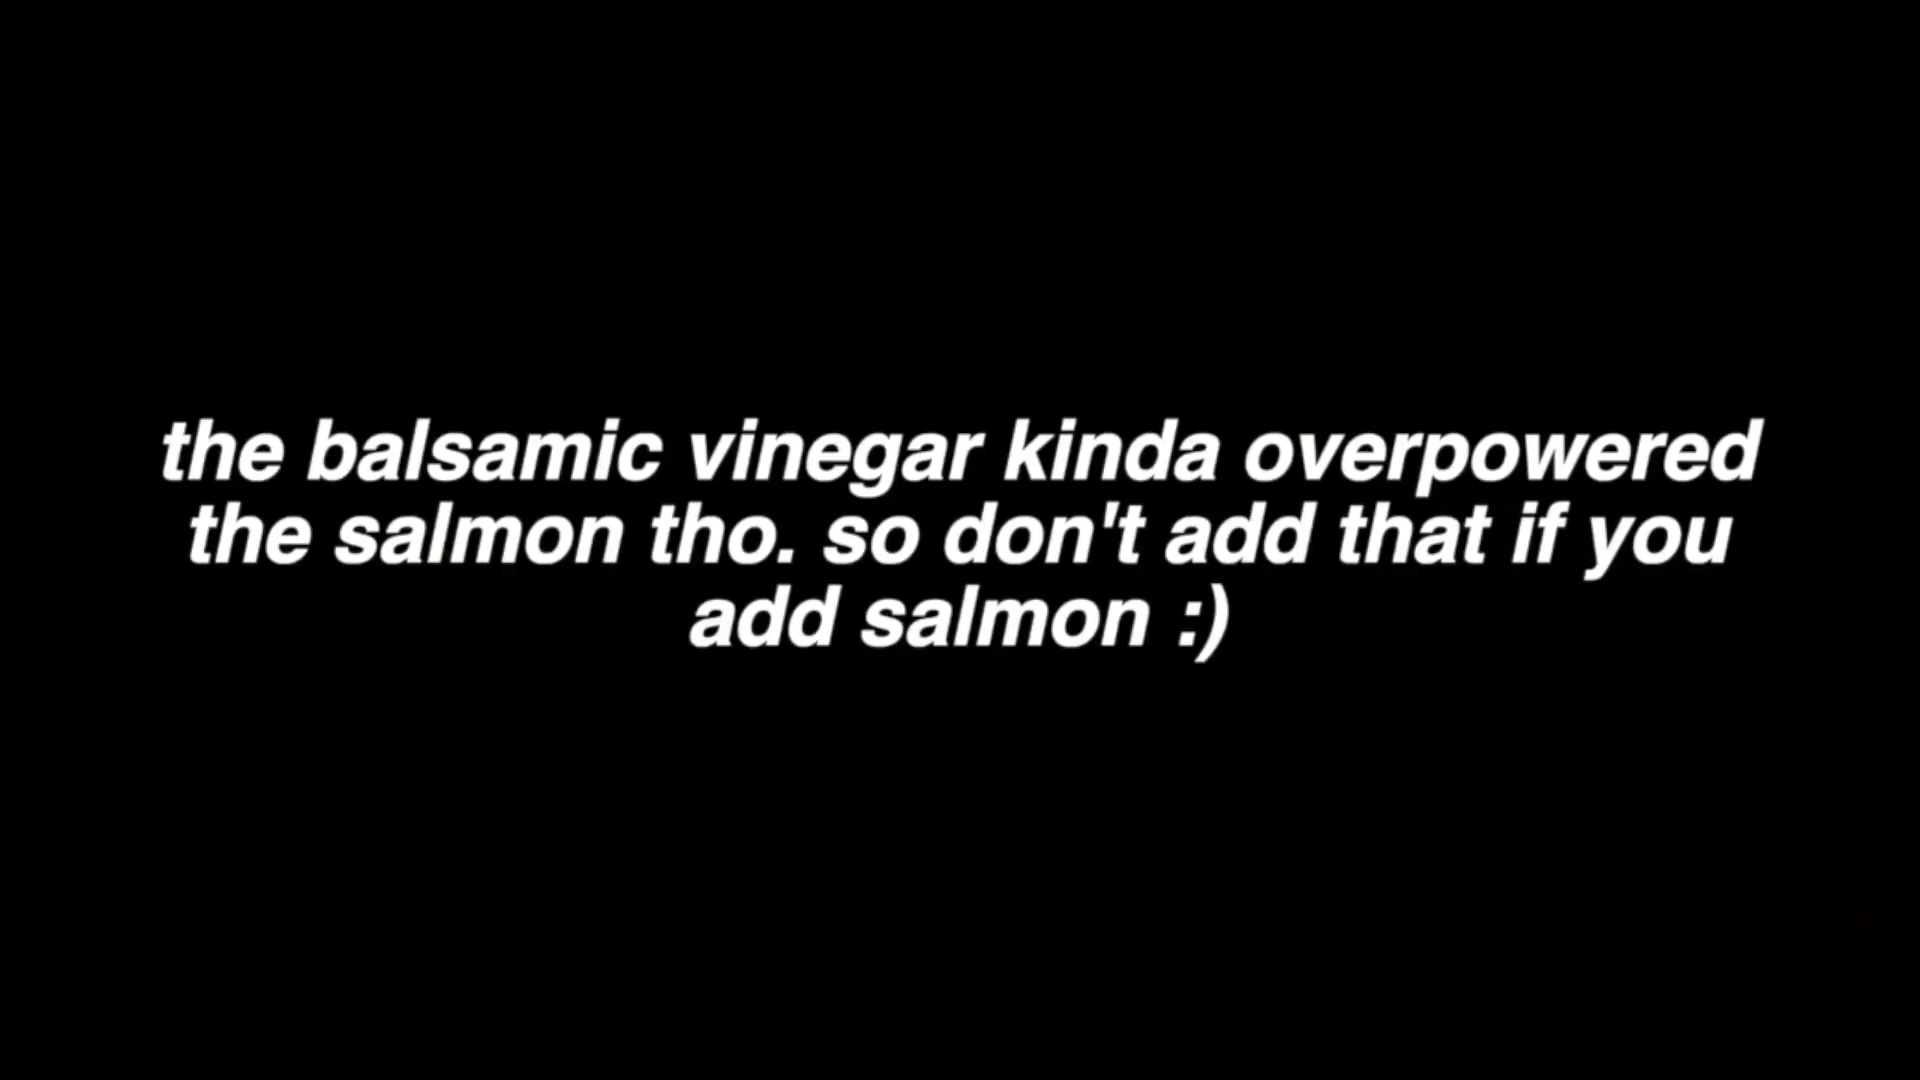 the balsamic vinegar kinda overpowered
the salmon tho. so don't add that if you
add salmon :)